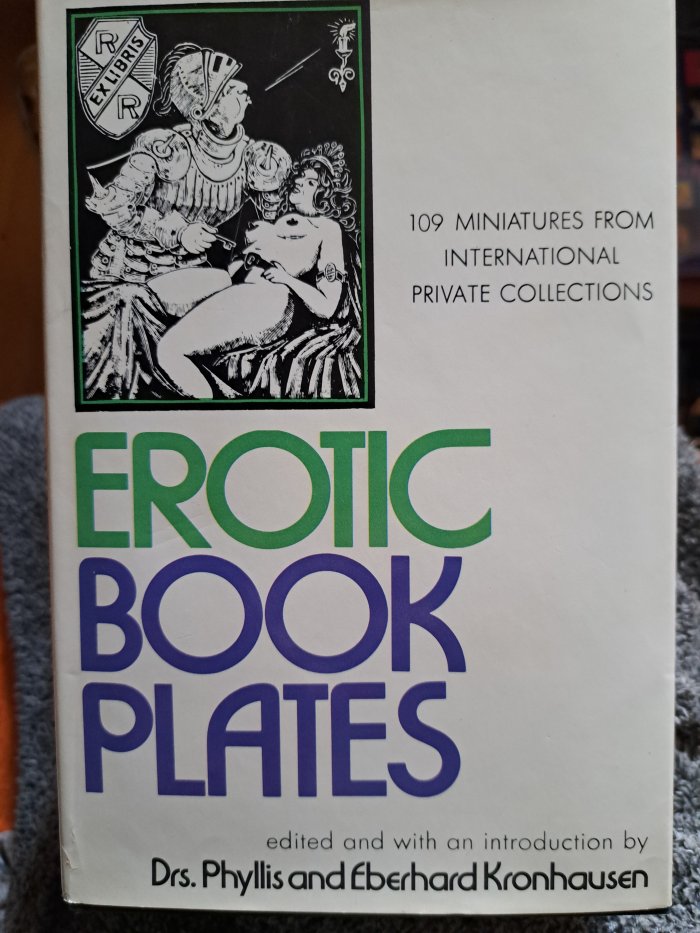 R
EX LIBRIS
R
109 MINIATURES FROM
INTERNATIONAL
PRIVATE COLLECTIONS
EROTIC
BOOK
PLATES
edited and with an introduction by
Drs. Phyllis and Eberhard Kronhausen